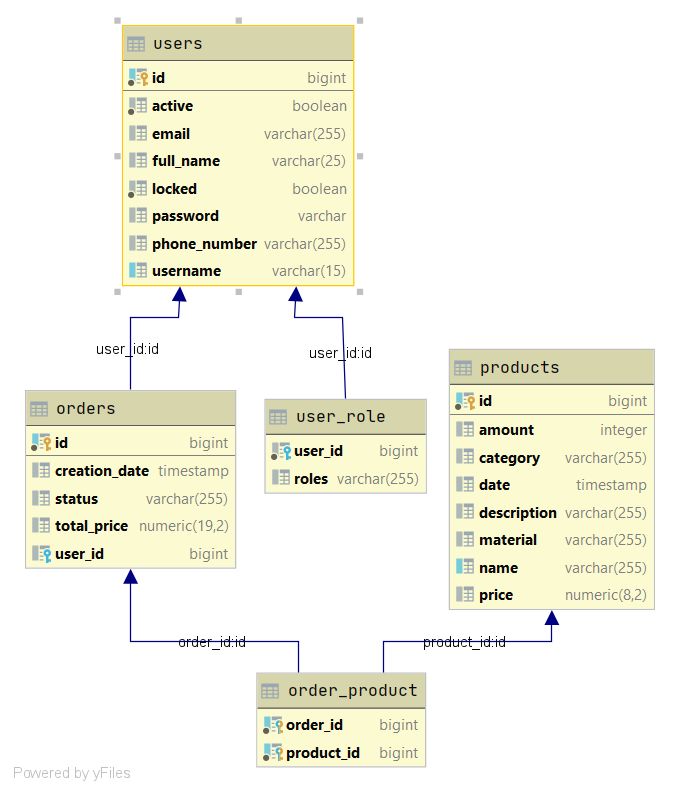 users
id bigint
active boolean
email varchar(255)
full_name varchar(25)
locked boolean
password varchar
phone_number varchar(255)
username varchar(15)
user_id:id
user_id:id
orders
id bigint
creation_date timestamp
status varchar(255)
total_price numeric(19,2)
user_id bigint
user_role
user_id bigint
roles varchar(255)
products
id bigint
amount integer
category varchar(255)
date timestamp
description varchar(255)
material varchar(255)
name varchar(255)
price numeric(8,2)
order_id:id
product_id:id
order_product
order_id bigint
product_id bigint
Powered by yFiles